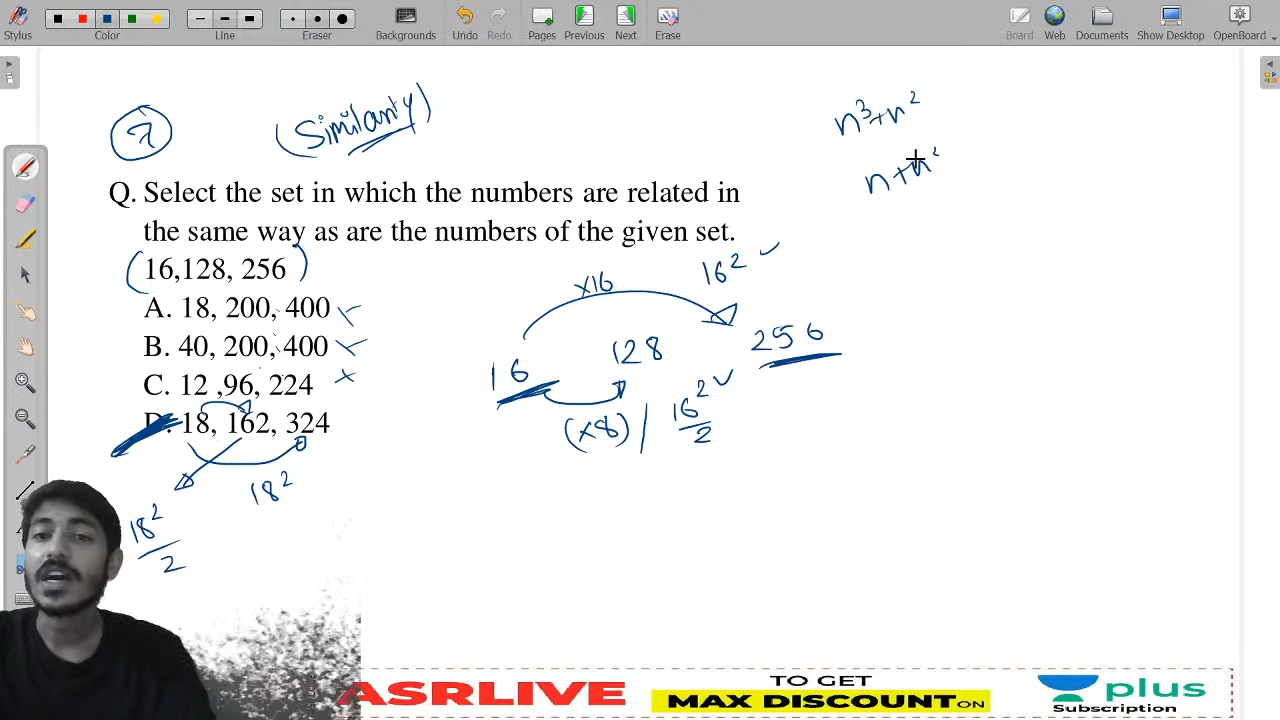 Stylus
Color
Line
Eraser
Backgrounds
Undo
Redo
Pages
Previous
Next
Erase
Board
Web
Documents
Show Desktop
OpenBoard
7
(Similarity)
n³+n²
n+n²
Q. Select the set in which the numbers are related in
the same way as are the numbers of the given set.
(16,128, 256)
A. 18, 200, 400
B. 40, 200, 400
C. 12 ,96, 224
D. 18, 162, 324
×16
16²
16
128
256
(×8) | 16²/2
18²
18²/2
ASRLIVE
TO GET
MAX DISCOUNT ON
plus
Subscription